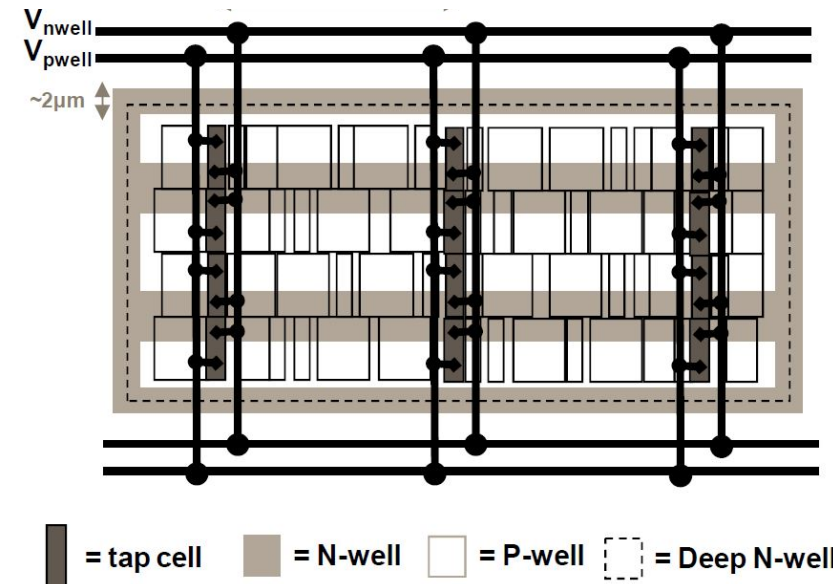 Vnwell
Vpwell
~2µm
= tap cell
= N-well
= P-well
= Deep N-well